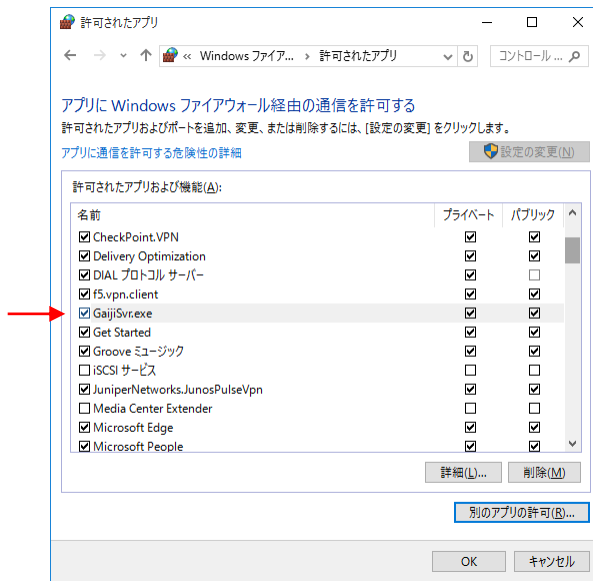 許可されたアプリ
« Windows ファイア... › 許可されたアプリ
コントロール ...
アプリに Windows ファイアウォール経由の通信を許可する
許可されたアプリおよびポートを追加、変更、または削除するには、[設定の変更] をクリックします。
アプリに通信を許可する危険性の詳細
設定の変更(N)
許可されたアプリおよび機能(A):
名前 プライベート パブリック
CheckPoint.VPN
Delivery Optimization
DIAL プロトコル サーバー
f5.vpn.client
GaijiSvr.exe
Get Started
Groove ミュージック
iSCSI サービス
JuniperNetworks.JunosPulseVpn
Media Center Extender
Microsoft Edge
Microsoft People
詳細(L)... 削除(M)
別のアプリの許可(R)...
OK キャンセル